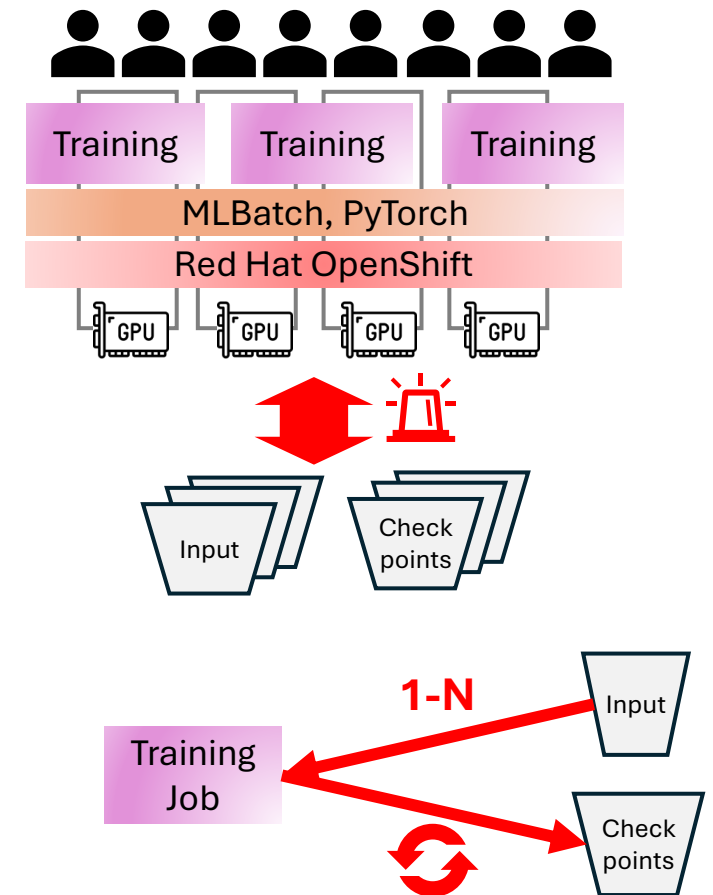 Training Training Training
MLBatch, PyTorch
Red Hat OpenShift
GPU GPU GPU GPU
Input
Check
points
1-N
Input
Training
Job
Check
points